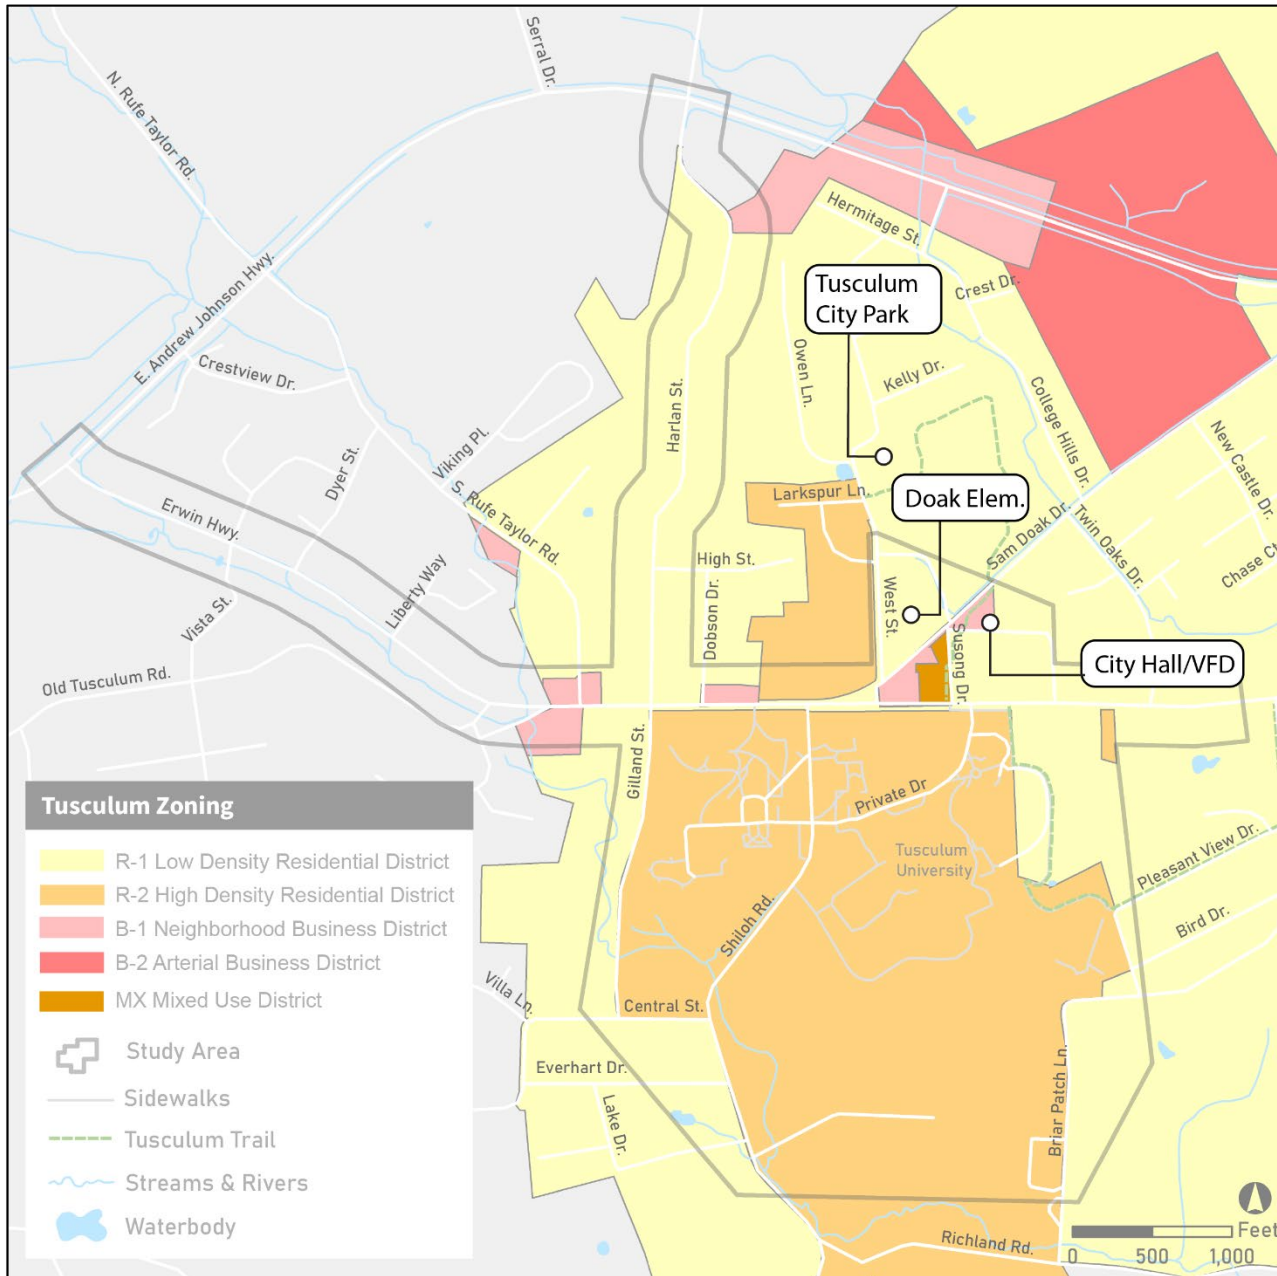 Serral Dr.
N. Rufe Taylor Rd.
E. Andrew Johnson Hwy.
Hermitage St.
Crest Dr.
Tusculum
City Park
Owen Ln.
Kelly Dr.
College Hills Dr.
New Castle Dr.
Chase Ct
Crestview Dr.
Harlan St.
Viking Pl.
Dyer St.
S. Rufe Taylor Rd.
Erwin Hwy.
Larkspur Ln.
Doak Elem.
Sam Doak Dr.
Twin Oaks Dr.
High St.
Dobson Dr.
West St.
Susong Dr.
City Hall/VFD
Liberty Way
Vista St.
Old Tusculum Rd.
Gilland St.
Private Dr
Tusculum
University
Pleasant View Dr.
Bird Dr.
Shiloh Rd.
Villa Ln.
Central St.
Everhart Dr.
Lake Dr.
Briar Patch Ln.
Richland Rd.
Tusculum Zoning
R-1 Low Density Residential District
R-2 High Density Residential District
B-1 Neighborhood Business District
B-2 Arterial Business District
MX Mixed Use District
Study Area
Sidewalks
Tusculum Trail
Streams & Rivers
Waterbody
Feet
0 500 1,000